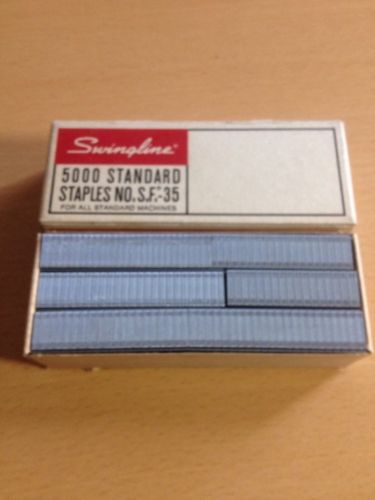 Swingline®
5000 STANDARD
STAPLES NO. S.F.®-35
FOR ALL STANDARD MACHINES